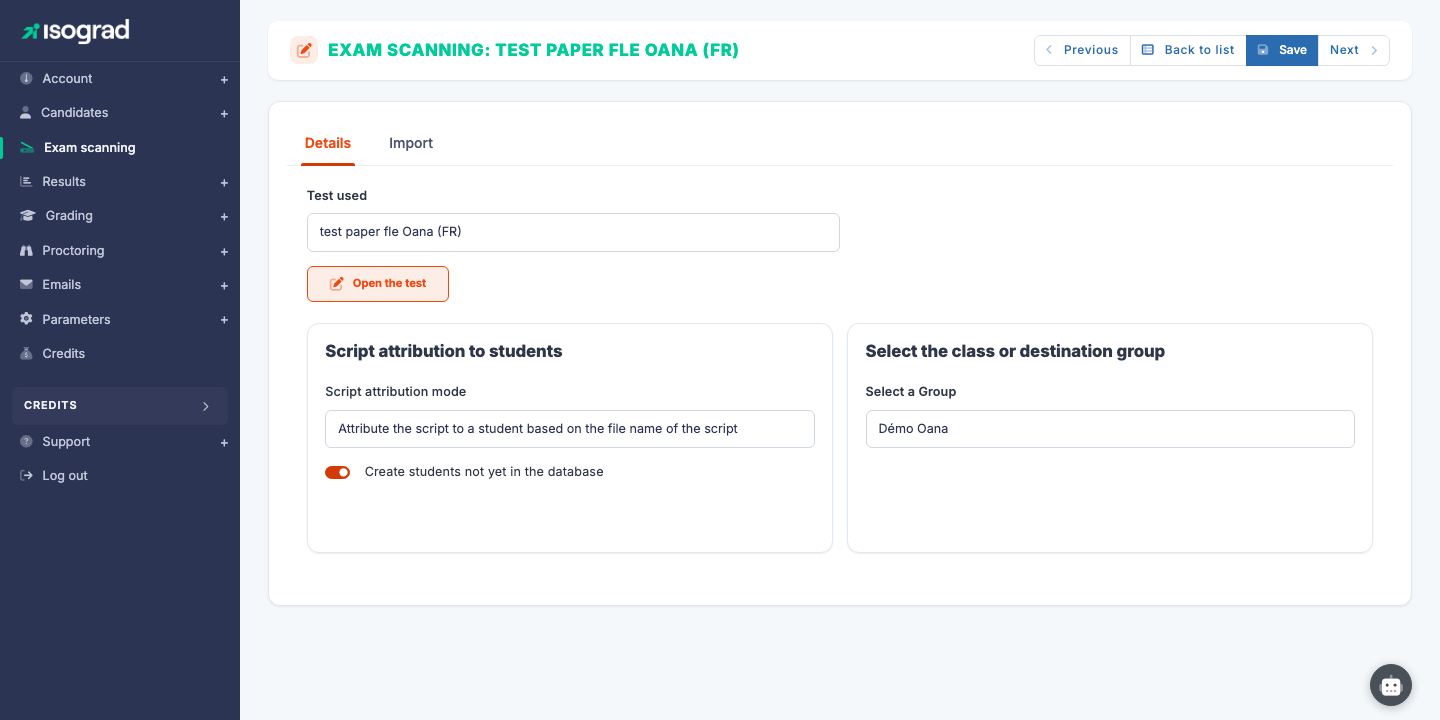 isograd
Account +
Candidates +
Exam scanning
Results +
Grading +
Proctoring +
Emails +
Parameters +
Credits
CREDITS
Support +
Log out
EXAM SCANNING: TEST PAPER FLE OANA (FR)
Previous
Back to list
Save
Next
Details
Import
Test used
test paper fle Oana (FR)
Open the test
Script attribution to students
Script attribution mode
Attribute the script to a student based on the file name of the script
Create students not yet in the database
Select the class or destination group
Select a Group
Démo Oana